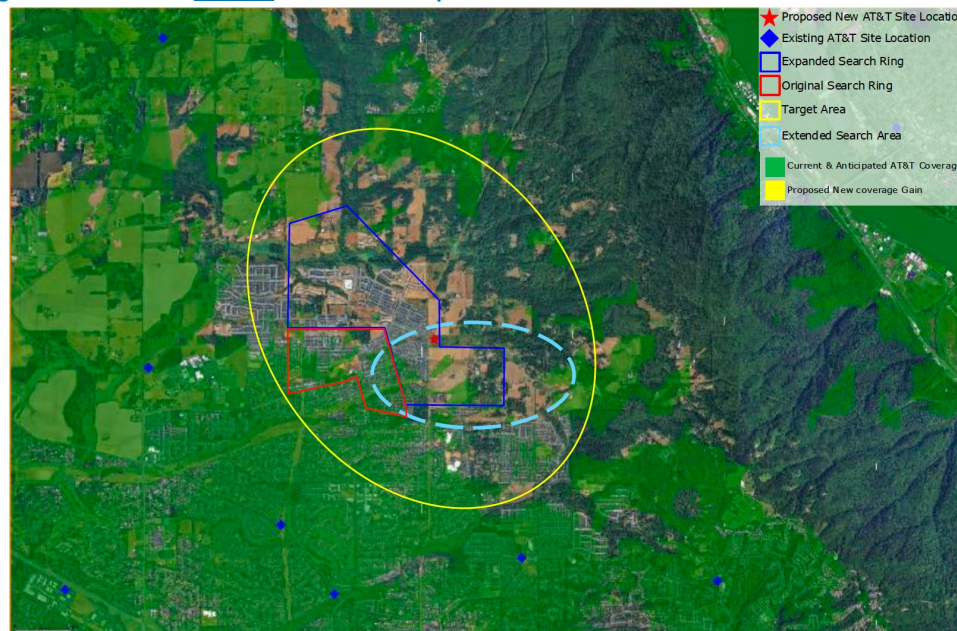 Proposed New AT&T Site Locatio
Existing AT&T Site Location
Expanded Search Ring
Original Search Ring
Target Area
Extended Search Area
Current & Anticipated AT&T Coverag
Proposed New coverage Gain